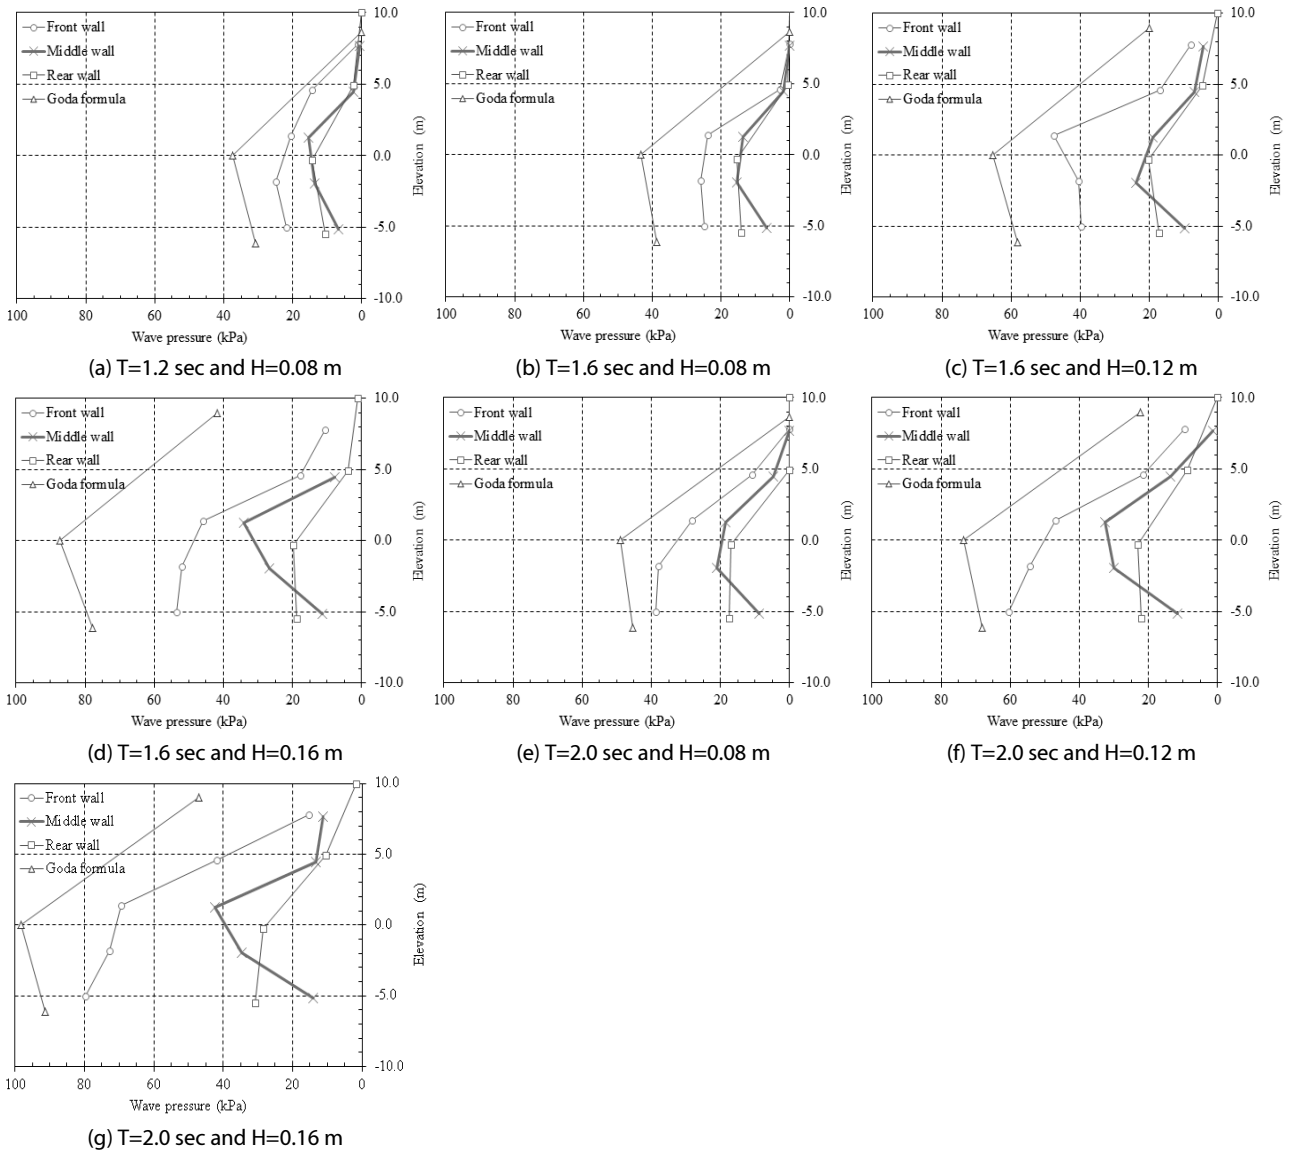 Front wall
Middle wall
Rear wall
Goda formula
10.0
5.0
0.0
-5.0
-10.0
Elevation (m)
100 80 60 40 20 0
Wave pressure (kPa)
(a) T=1.2 sec and H=0.08 m
Front wall
Middle wall
Rear wall
Goda formula
10.0
5.0
0.0
-5.0
-10.0
Elevation (m)
100 80 60 40 20 0
Wave pressure (kPa)
(b) T=1.6 sec and H=0.08 m
Front wall
Middle wall
Rear wall
Goda formula
10.0
5.0
0.0
-5.0
-10.0
Elevation (m)
100 80 60 40 20 0
Wave pressure (kPa)
(c) T=1.6 sec and H=0.12 m
Front wall
Middle wall
Rear wall
Goda formula
10.0
5.0
0.0
-5.0
-10.0
Elevation (m)
100 80 60 40 20 0
Wave pressure (kPa)
(d) T=1.6 sec and H=0.16 m
Front wall
Middle wall
Rear wall
Goda formula
10.0
5.0
0.0
-5.0
-10.0
Elevation (m)
100 80 60 40 20 0
Wave pressure (kPa)
(e) T=2.0 sec and H=0.08 m
Front wall
Middle wall
Rear wall
Goda formula
10.0
5.0
0.0
-5.0
-10.0
Elevation (m)
100 80 60 40 20 0
Wave pressure (kPa)
(f) T=2.0 sec and H=0.12 m
Front wall
Middle wall
Rear wall
Goda formula
10.0
5.0
0.0
-5.0
-10.0
Elevation (m)
100 80 60 40 20 0
Wave pressure (kPa)
(g) T=2.0 sec and H=0.16 m